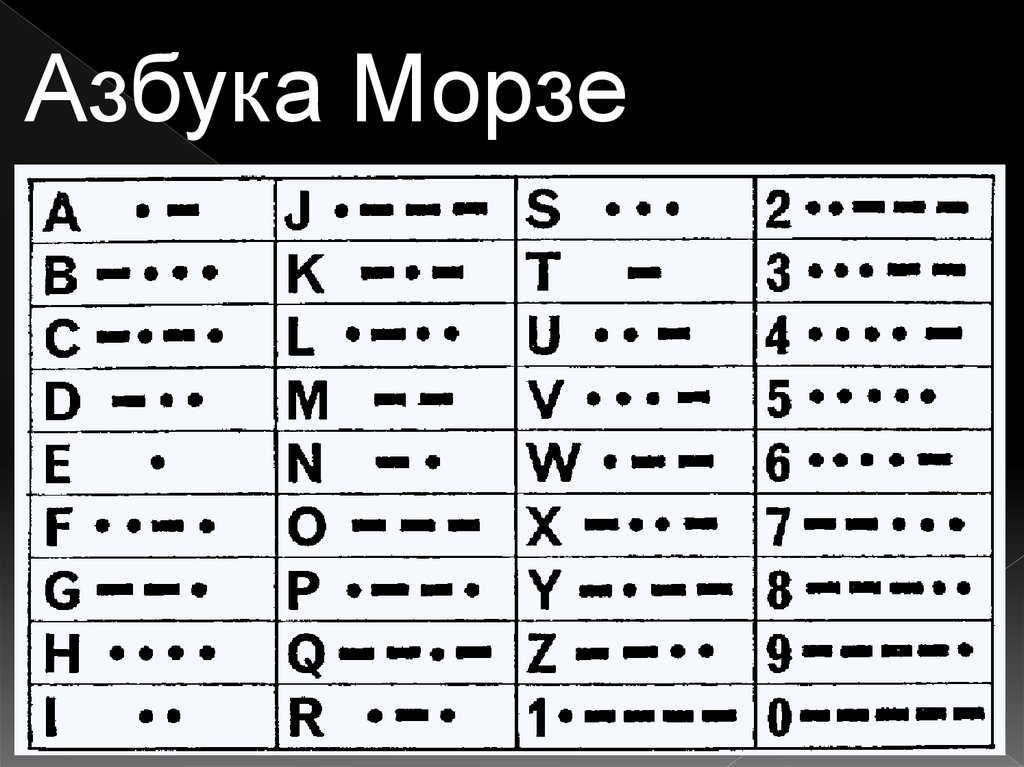 Азбука Морзе
A •— J •——— S ••• 2 ••———
B —••• K —•— T — 3 •••——
C —•—• L •—•• U ••— 4 ••••—
D —•• M —— V •••— 5 •••••
E • N —• W •—— 6 ••••—
F ••—• O ——— X —••— 7 ——•••
G ——• P •——• Y —•—— 8 ———••
H •••• Q ——•— Z ——•• 9 ————•
I •• R •—• 1 •———— 0 —————